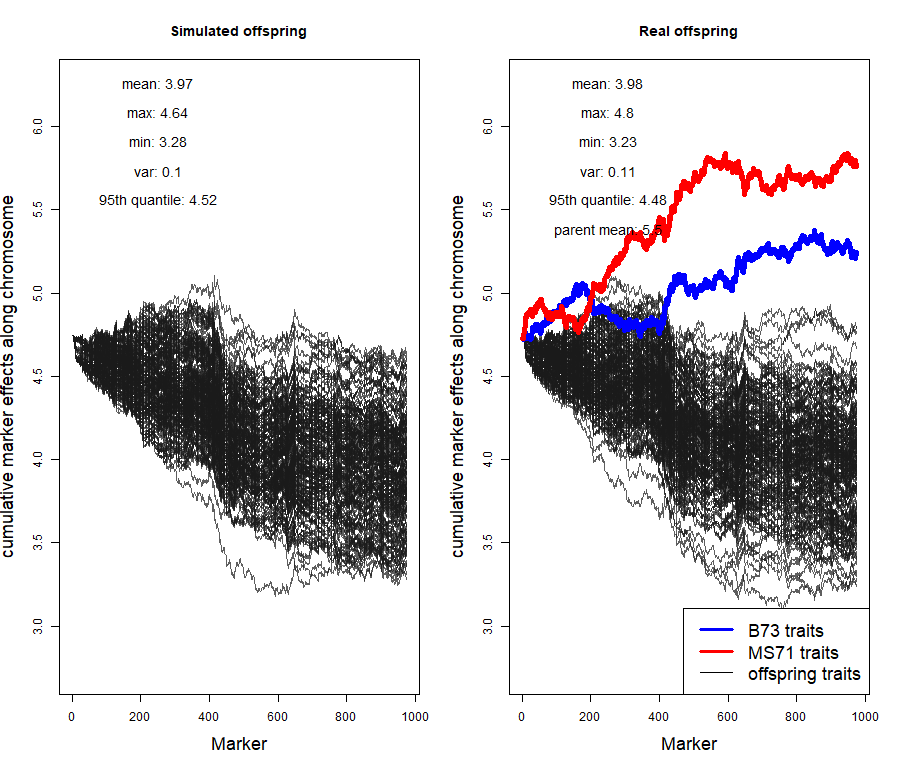 Simulated offspring
mean: 3.97
max: 4.64
min: 3.28
var: 0.1
95th quantile: 4.52
cumulative marker effects along chromosome
6.0
5.5
5.0
4.5
4.0
3.5
3.0
0 200 400 600 800 1000
Marker
Real offspring
mean: 3.98
max: 4.8
min: 3.23
var: 0.11
95th quantile: 4.48
parent mean: 5.5
cumulative marker effects along chromosome
6.0
5.5
5.0
4.5
4.0
3.5
3.0
B73 traits
MS71 traits
offspring traits
0 200 400 600 800 1000
Marker